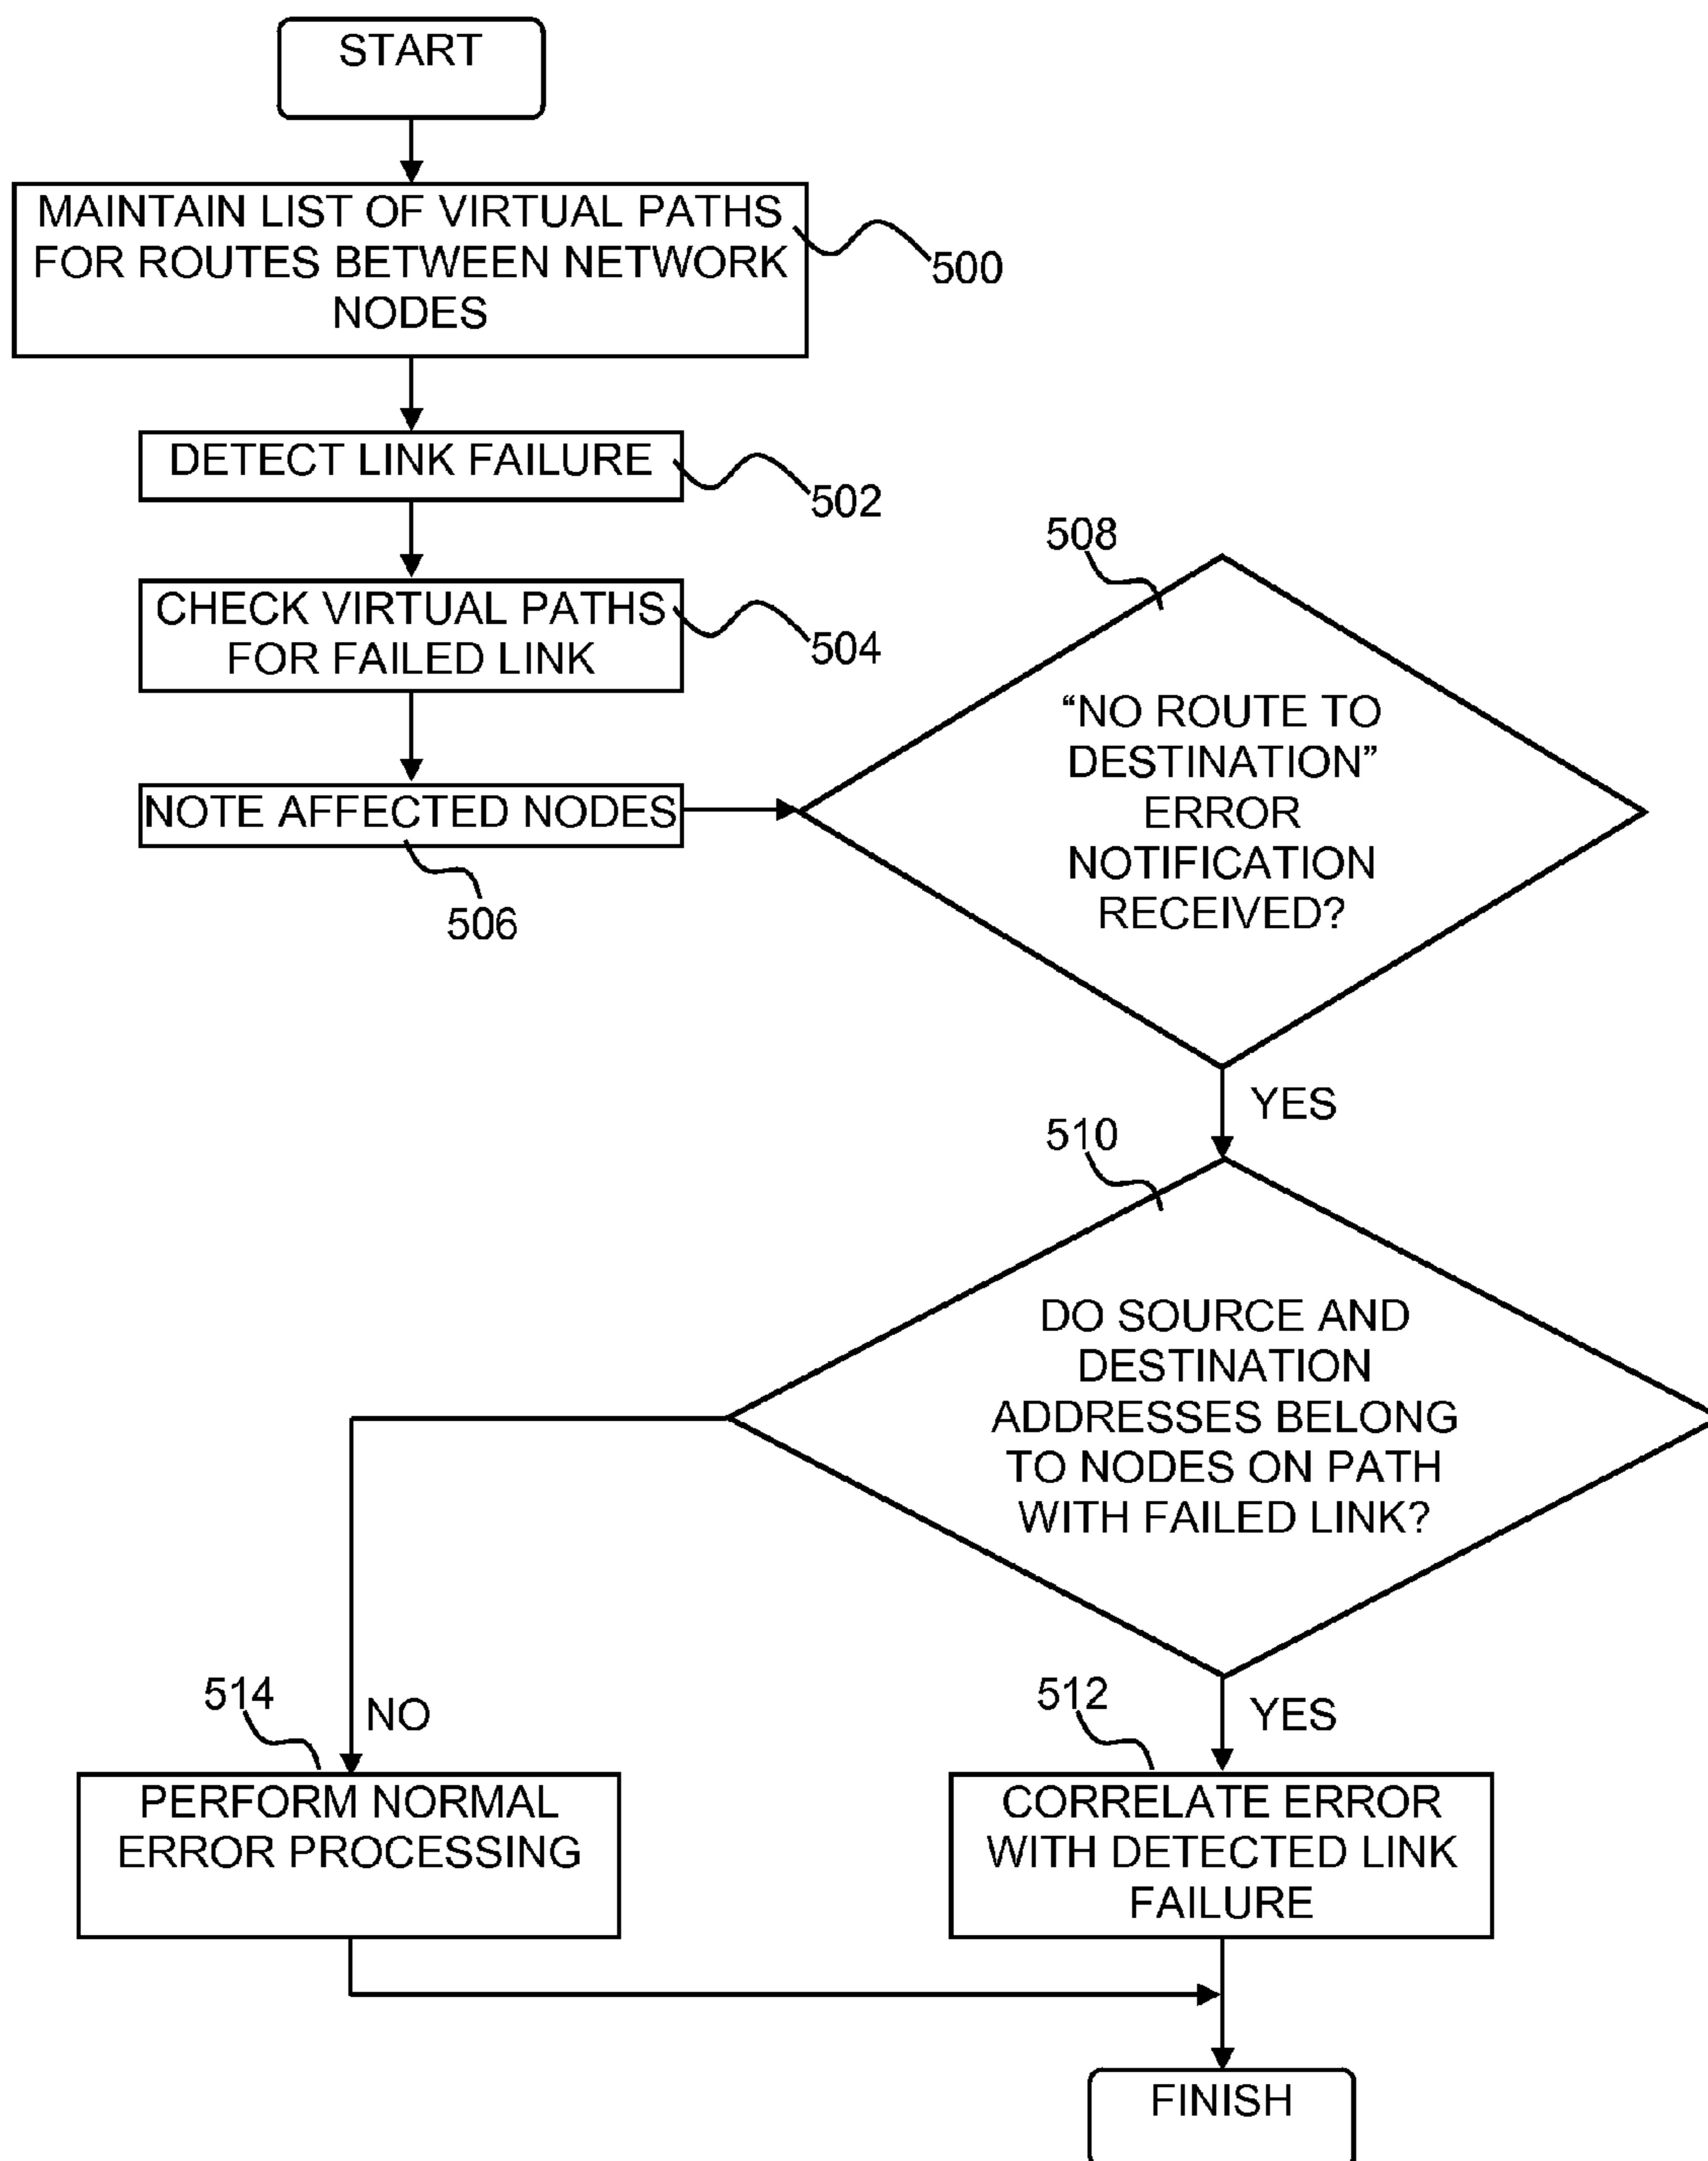 START
MAINTAIN LIST OF VIRTUAL PATHS
FOR ROUTES BETWEEN NETWORK
NODES
500
DETECT LINK FAILURE
502
CHECK VIRTUAL PATHS
FOR FAILED LINK
504
NOTE AFFECTED NODES
506
508
“NO ROUTE TO
DESTINATION”
ERROR
NOTIFICATION
RECEIVED?
YES
510
DO SOURCE AND
DESTINATION
ADDRESSES BELONG
TO NODES ON PATH
WITH FAILED LINK?
514
NO
PERFORM NORMAL
ERROR PROCESSING
512
YES
CORRELATE ERROR
WITH DETECTED LINK
FAILURE
FINISH